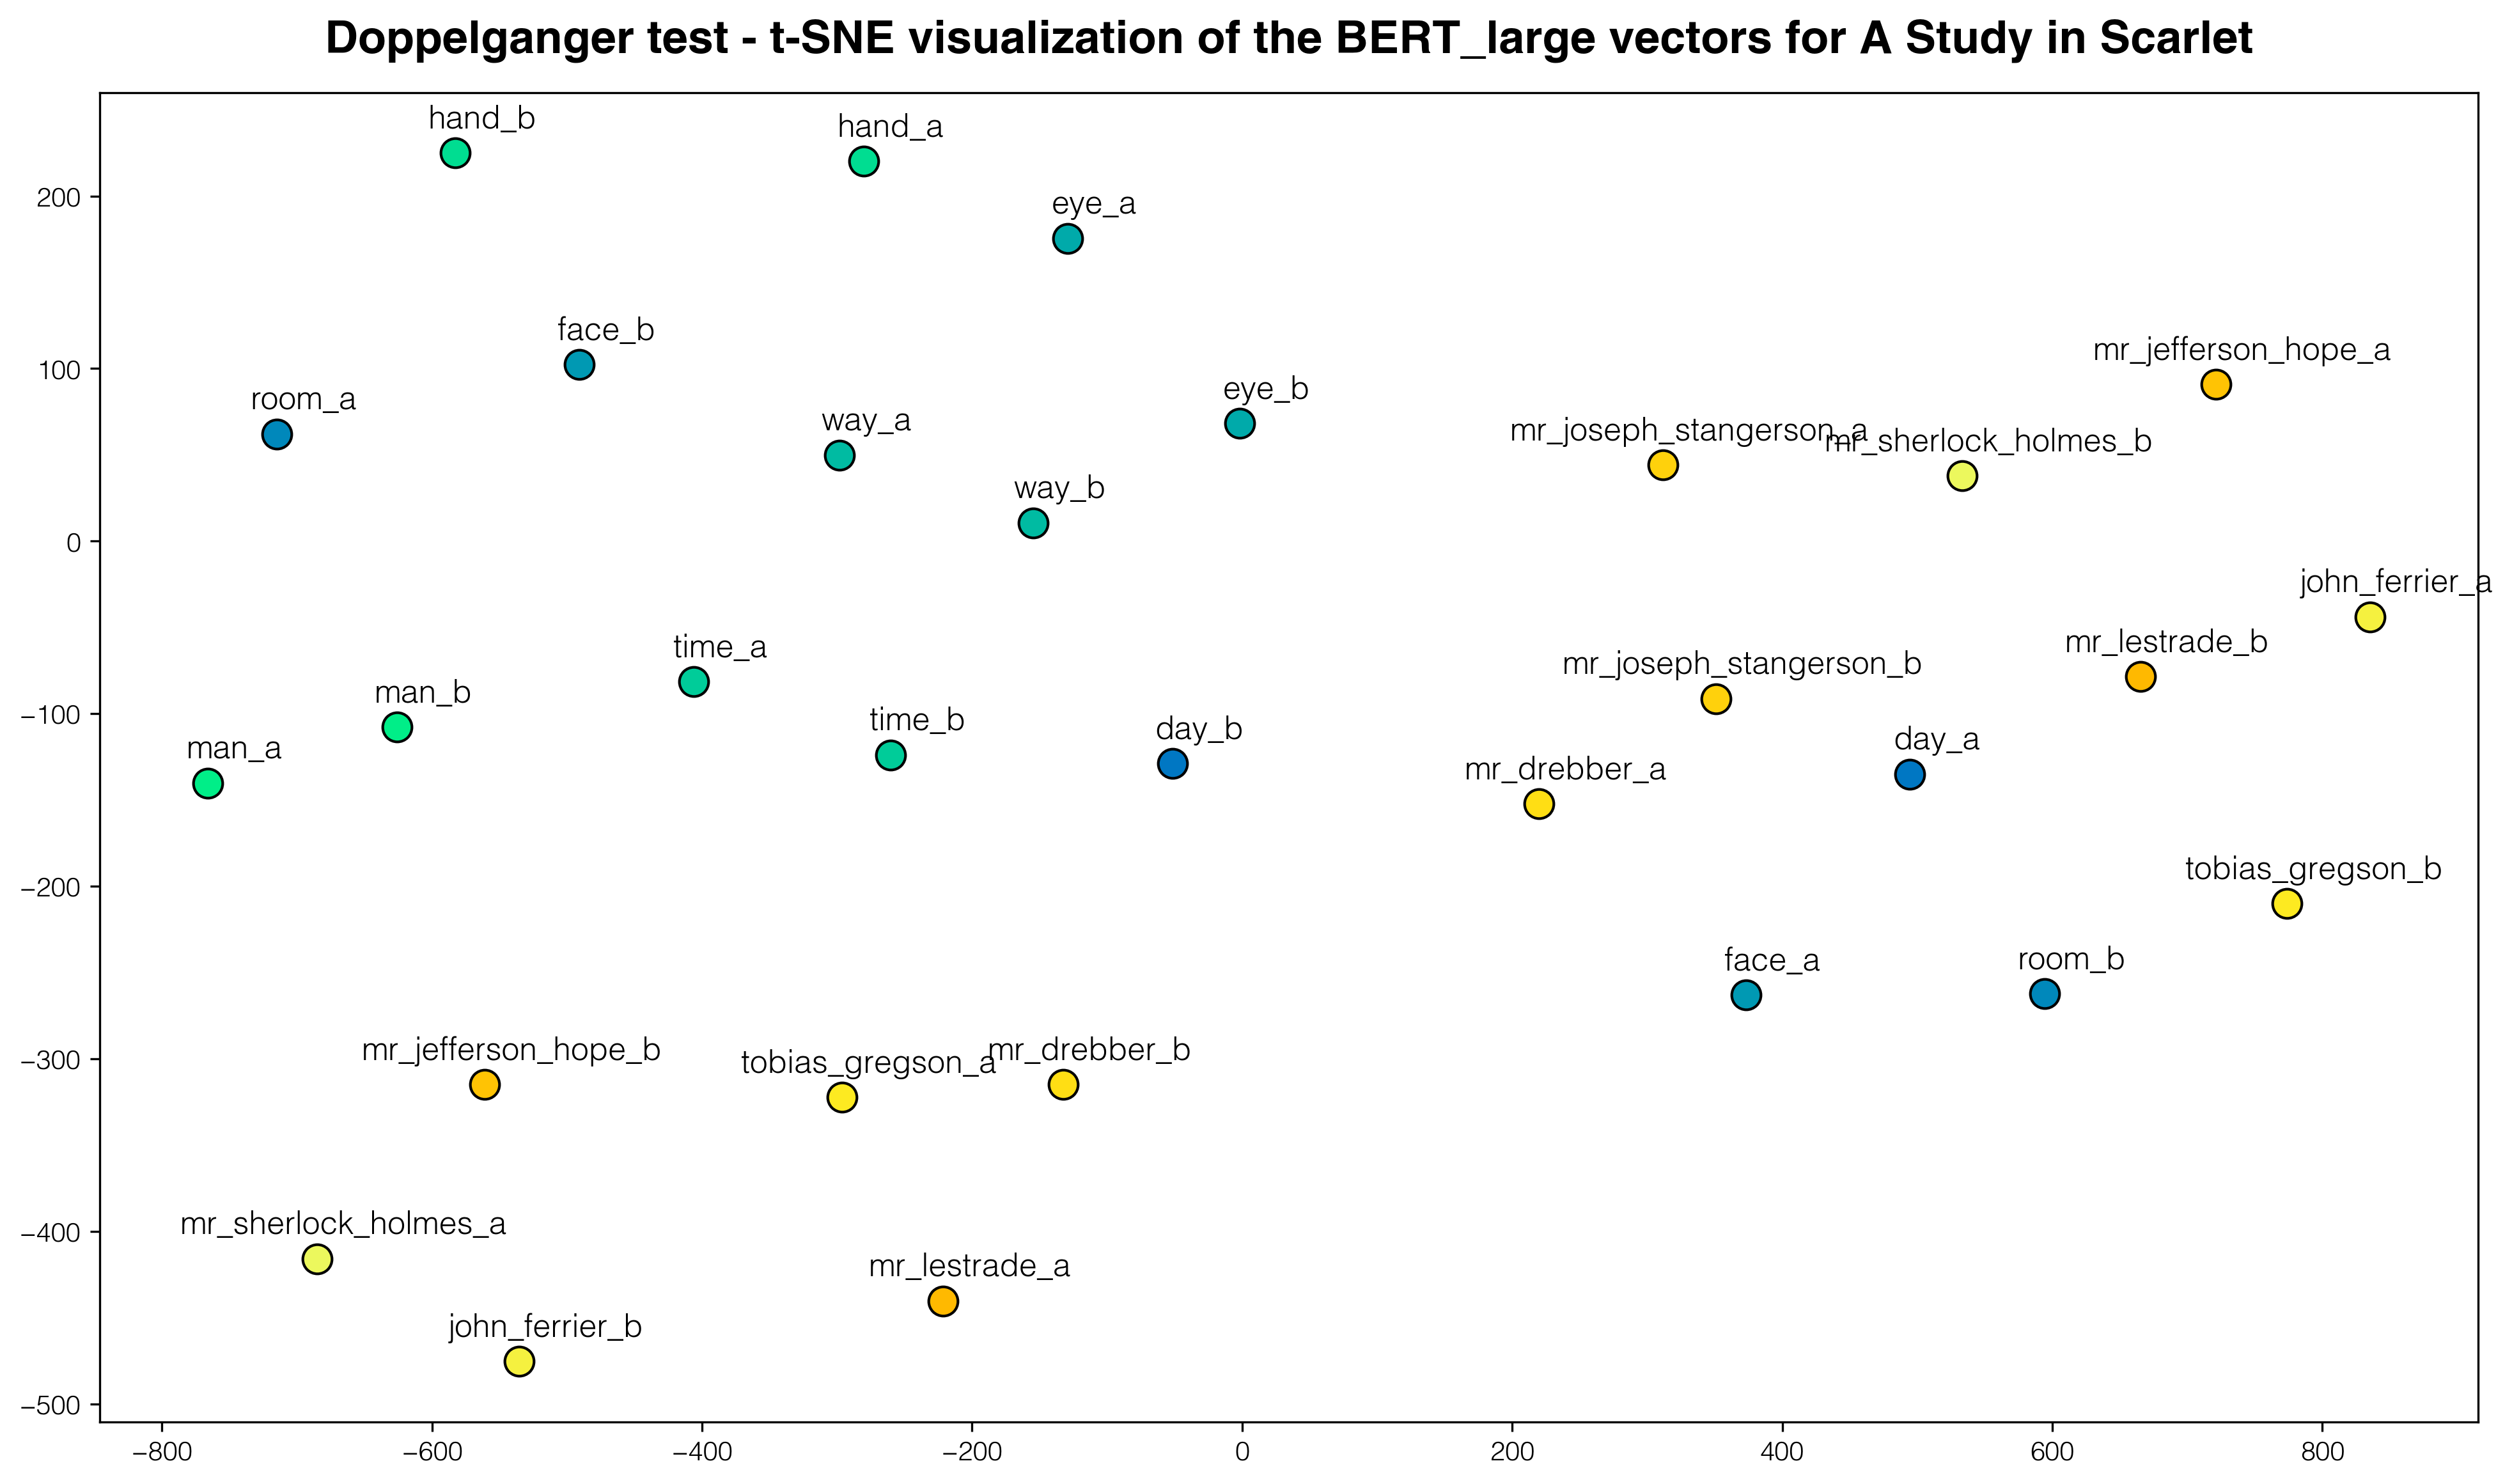 Doppelganger test - t-SNE visualization of the BERT_large vectors for A Study in Scarlet
hand_b
hand_a
eye_a
face_b
mr_jefferson_hope_a
room_a
eye_b
way_a
mr_joseph_stangerson_a
mr_sherlock_holmes_b
way_b
john_ferrier_a
time_a
mr_lestrade_b
mr_joseph_stangerson_b
man_b
time_b
day_b
day_a
man_a
mr_drebber_a
tobias_gregson_b
face_a
room_b
mr_jefferson_hope_b
tobias_gregson_a
mr_drebber_b
mr_sherlock_holmes_a
mr_lestrade_a
john_ferrier_b
200
100
0
−100
−200
−300
−400
−500
−800 −600 −400 −200 0 200 400 600 800